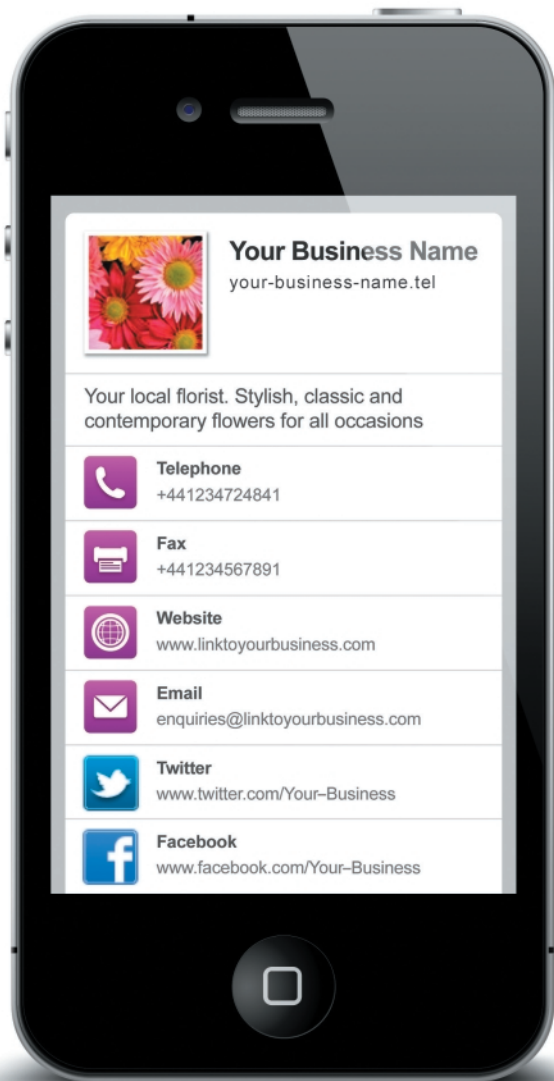 Your Business Name
your-business-name.tel
Your local florist. Stylish, classic and
contemporary flowers for all occasions
Telephone
+441234724841
Fax
+441234567891
Website
www.linktoyourbusiness.com
Email
enquiries@linktoyourbusiness.com
Twitter
www.twitter.com/Your–Business
Facebook
www.facebook.com/Your–Business